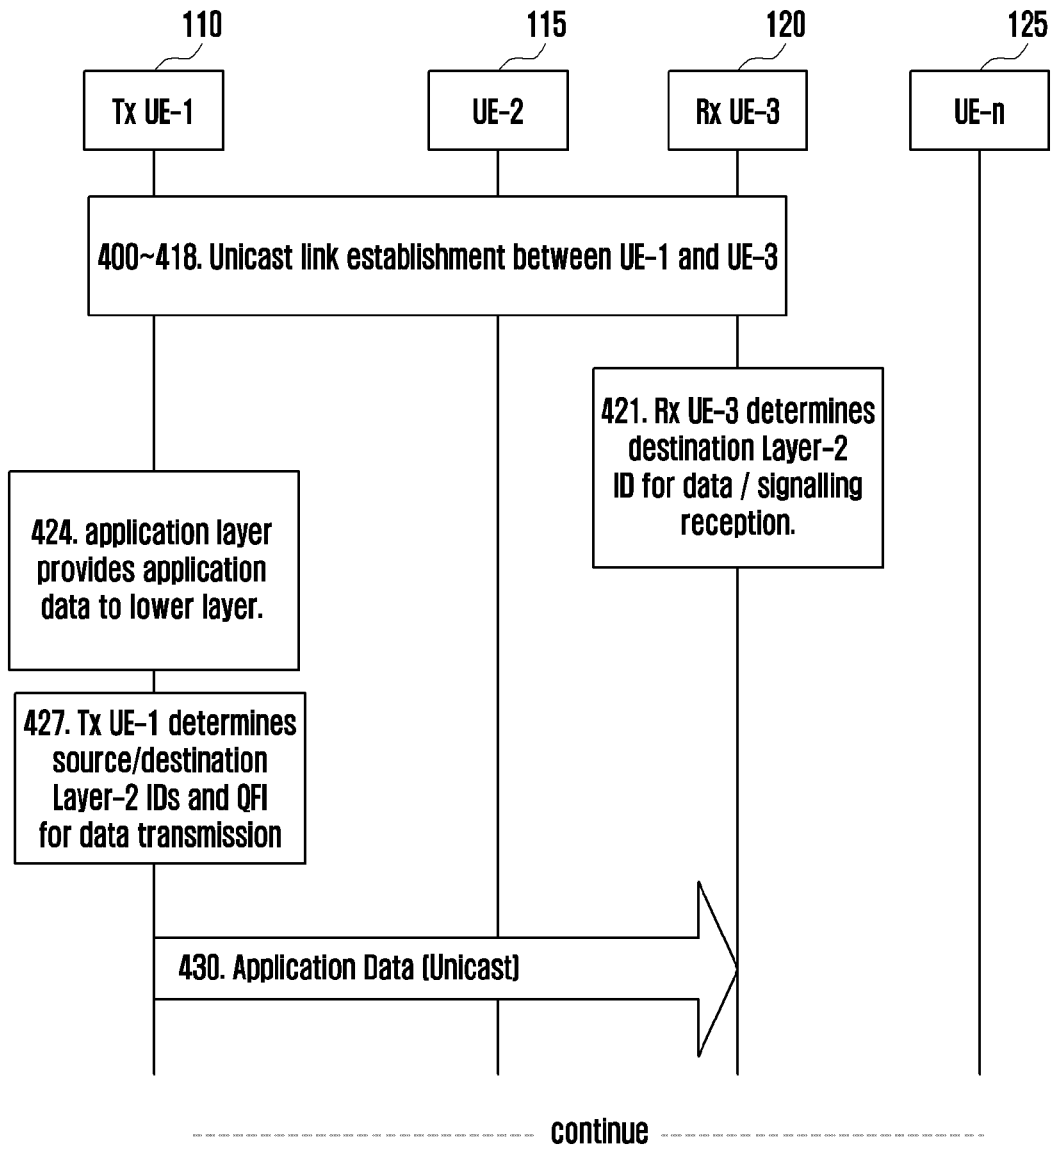 110
115
120
125
Tx UE-1
UE-2
Rx UE-3
UE-n
400~418. Unicast link establishment between UE-1 and UE-3
421. Rx UE-3 determines
destination Layer-2
ID for data / signalling
reception.
424. application layer
provides application
data to lower layer.
427. Tx UE-1 determines
source/destination
Layer-2 IDs and QFI
for data transmission
430. Application Data (Unicast)
continue